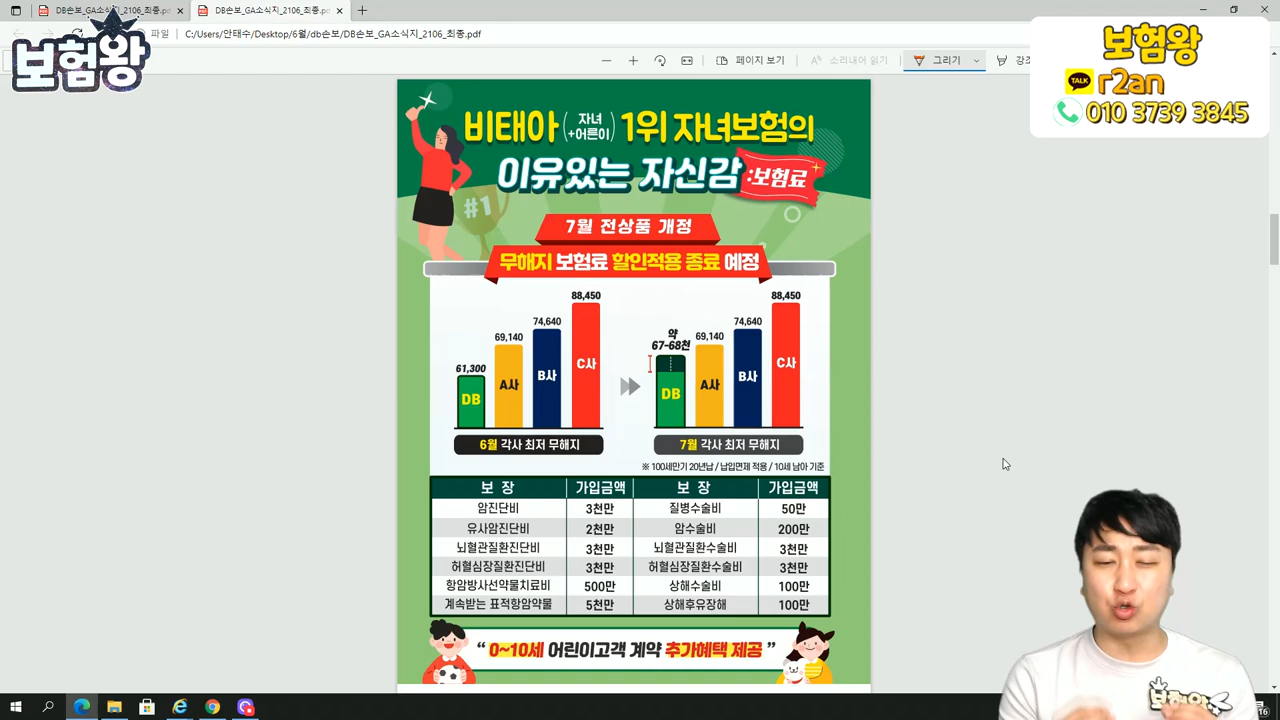 DB손보_GA소식지_2106_최종.p
DB손보_GA소식지_2106_최종.p
파일
C:/Users/안태수/Desktop/6월/db손보/DB손보_GA소식지_2106_최종.pdf
보험왕
페이지 보기
소리내어 읽기
그리기
강조
보험왕
TALK
r2an
010 3739 3845
비태아(자녀+어른이) 1위 자녀보험의
이유있는 자신감 :보험료
#1
7월 전상품 개정
무해지 보험료 할인적용 종료 예정
61,300
69,140
74,640
88,450
DB
A사
B사
C사
6월 각사 최저 무해지
약
67-68천
69,140
74,640
88,450
DB
A사
B사
C사
7월 각사 최저 무해지
※ 100세만기 20년납 / 납입면제 적용 / 10세 남아 기준
보 장 가입금액 보 장 가입금액
암진단비 3천만 질병수술비 50만
유사암진단비 2천만 암수술비 200만
뇌혈관질환진단비 3천만 뇌혈관질환수술비 3천만
허혈심장질환진단비 3천만 허혈심장질환수술비 3천만
항암방사선약물치료비 500만 상해수술비 100만
계속받는 표적항암약물 5천만 상해후유장해 100만
“ 0~10세 어린이고객 계약 추가혜택 제공 ”
보험왕